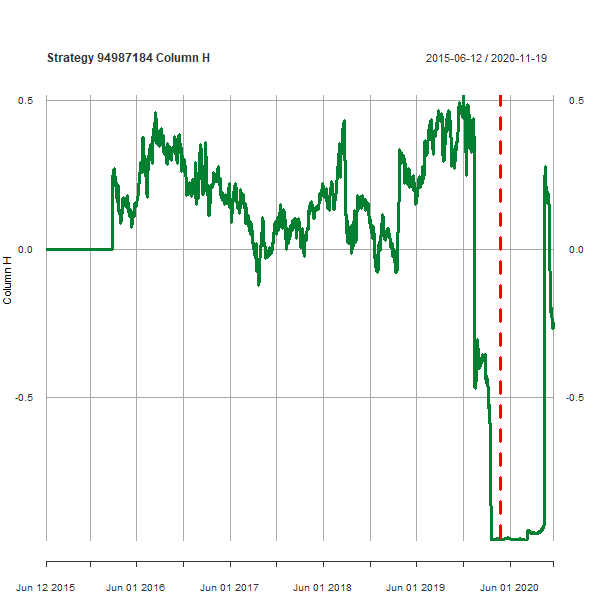 Strategy 94987184 Column H
2015-06-12 / 2020-11-19
0.5
0.5
0.0
0.0
Column H
-0.5
-0.5
Jun 12 2015
Jun 01 2016
Jun 01 2017
Jun 01 2018
Jun 01 2019
Jun 01 2020